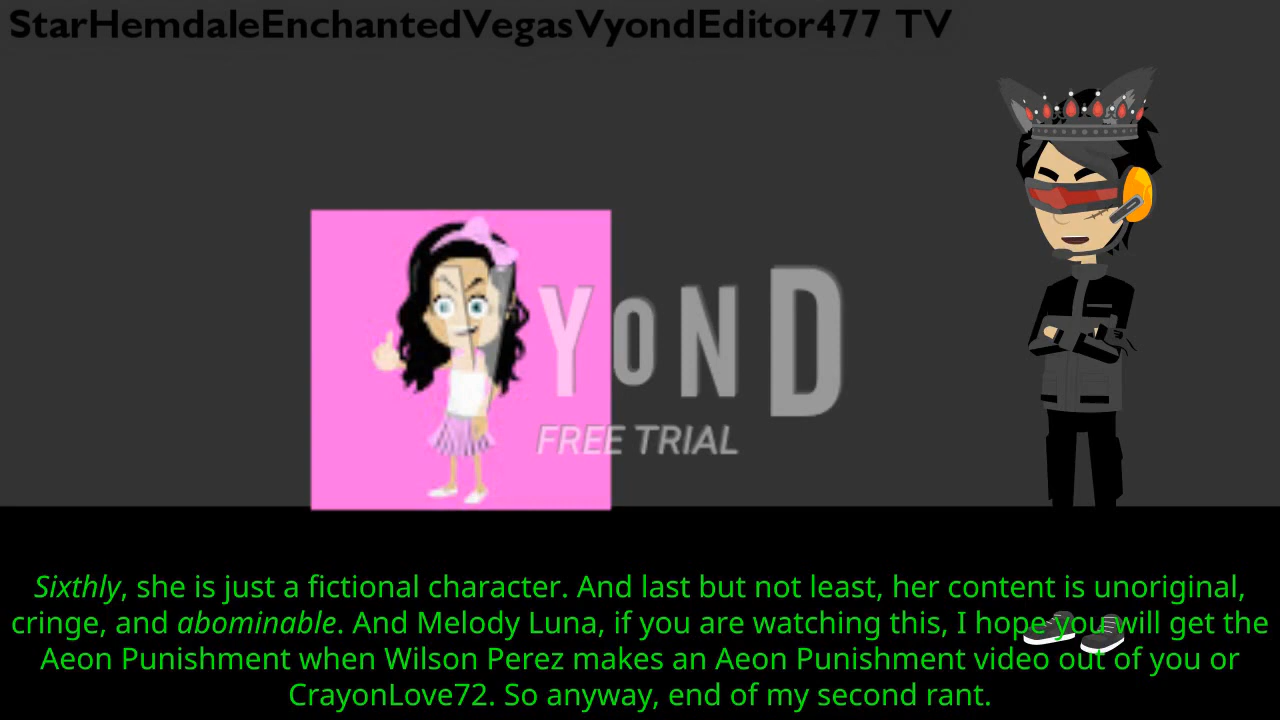 StarHemdaleEnchantedVegasVyondEditor477 TV
VYOND
FREE TRIAL
Sixthly, she is just a fictional character. And last but not least, her content is unoriginal,
cringe, and abominable. And Melody Luna, if you are watching this, I hope you will get the
Aeon Punishment when Wilson Perez makes an Aeon Punishment video out of you or
CrayonLove72. So anyway, end of my second rant.